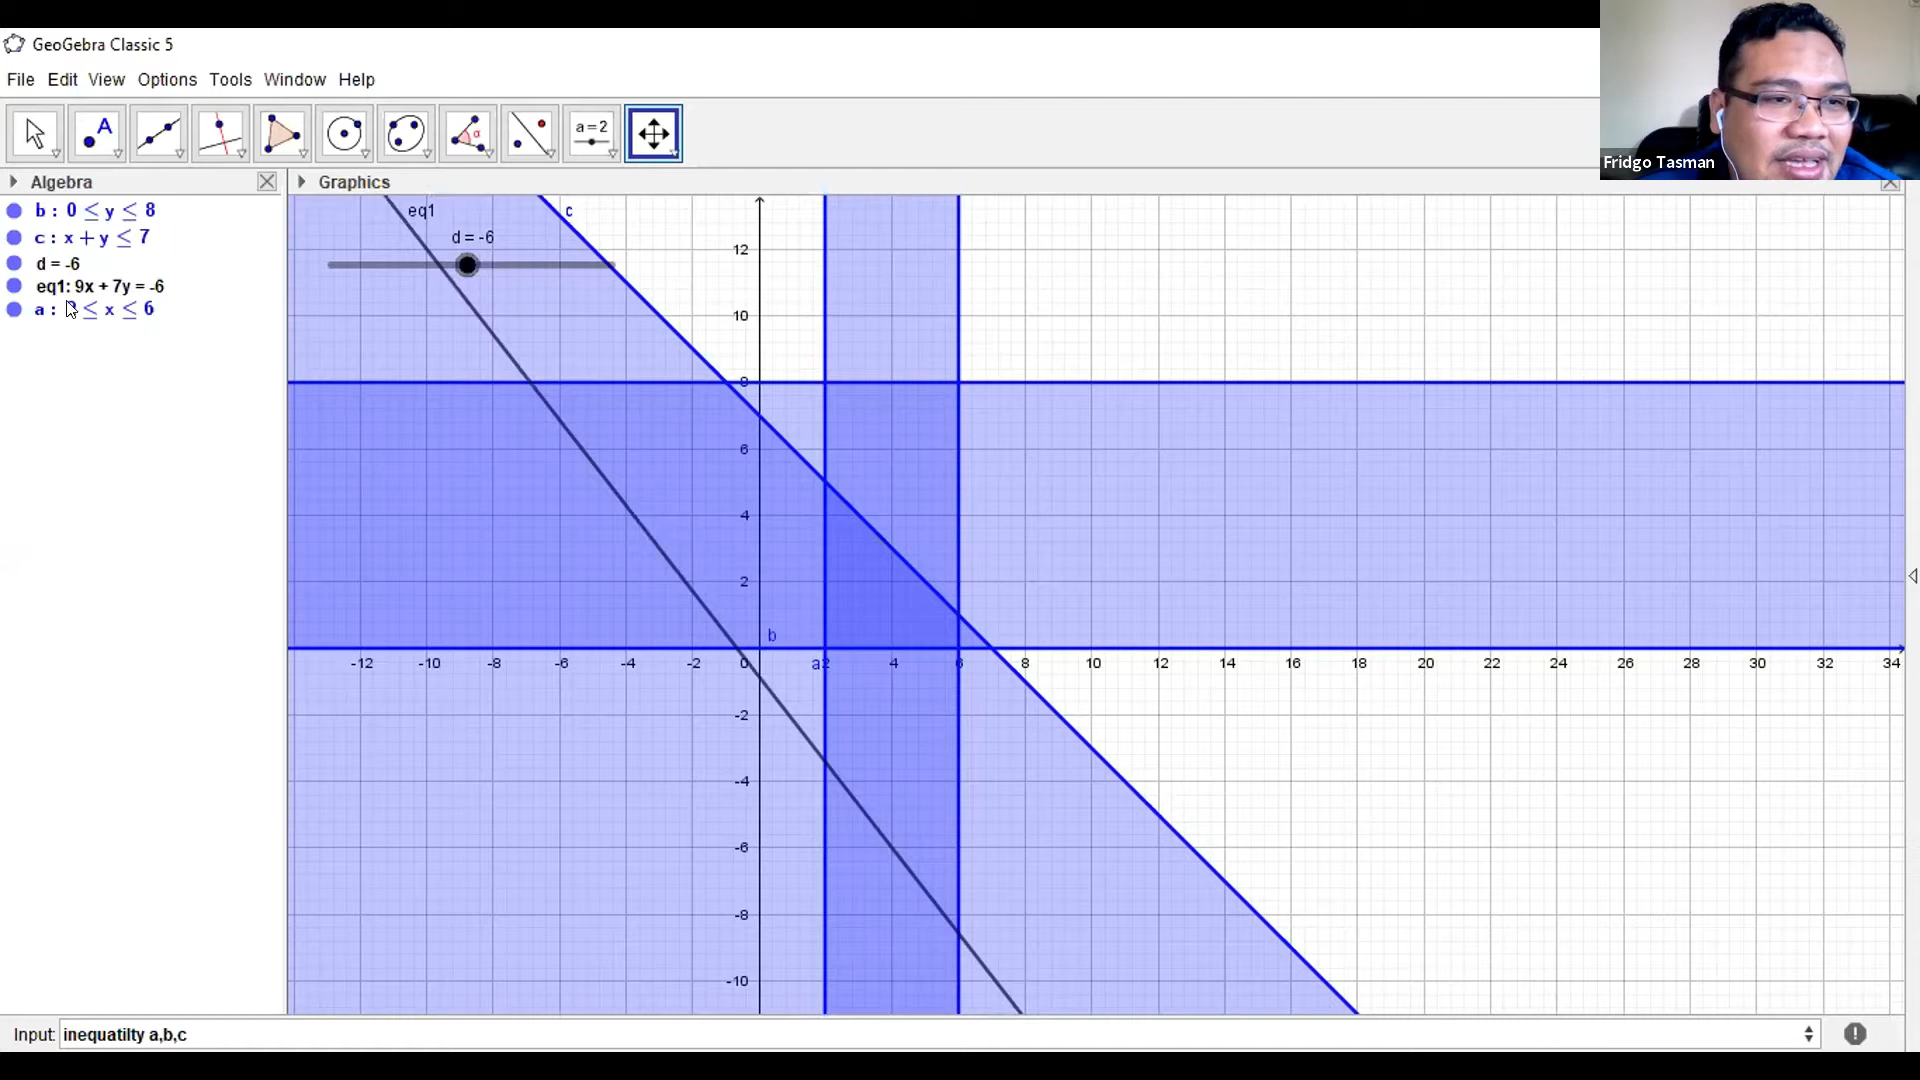 GeoGebra Classic 5
File Edit View Options Tools Window Help
A
α
a=2
Fridgo Tasman
Algebra
Graphics
b : 0 ≤ y ≤ 8
c : x + y ≤ 7
d = -6
eq1: 9x + 7y = -6
a : ≤ x ≤ 6
eq1
c
d = -6
12
10
8
6
4
2
b
-12 -10 -8 -6 -4 -2 0 a 2 4 6 8 10 12 14 16 18 20 22 24 26 28 30 32 34
-2
-4
-6
-8
-10
Input: inequatilty a,b,c